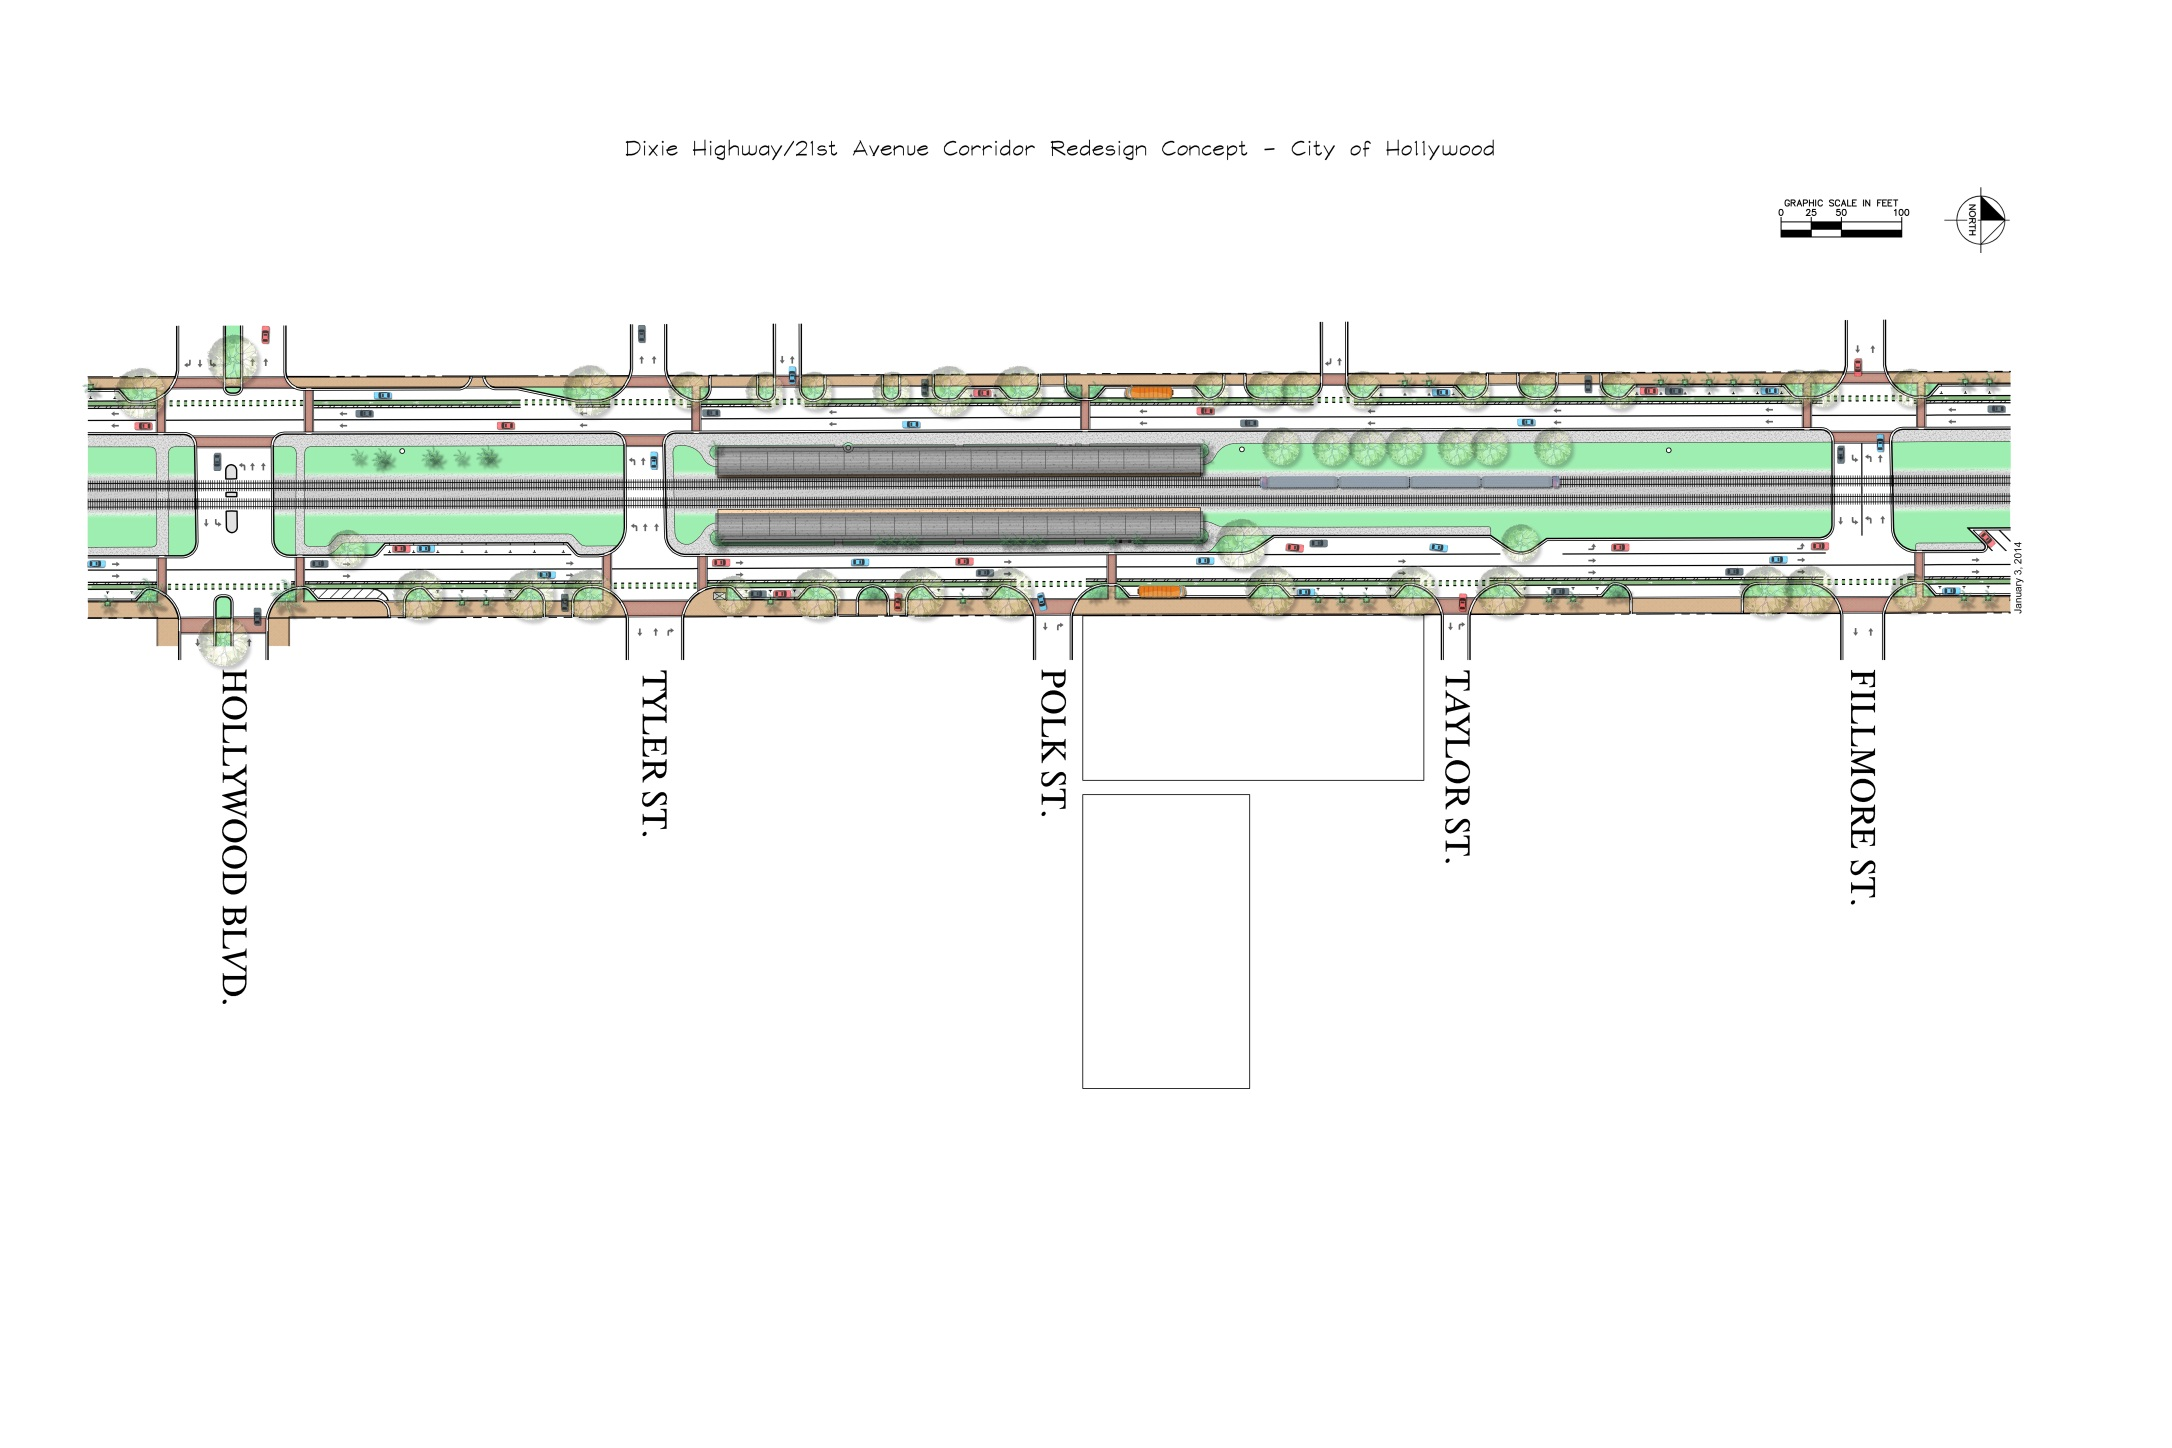 Dixie Highway/21st Avenue Corridor Redesign Concept - City of Hollywood
GRAPHIC SCALE IN FEET
0 25 50 100
NORTH
January 3, 2014
HOLLYWOOD BLVD.
TYLER ST.
POLK ST.
TAYLOR ST.
FILLMORE ST.